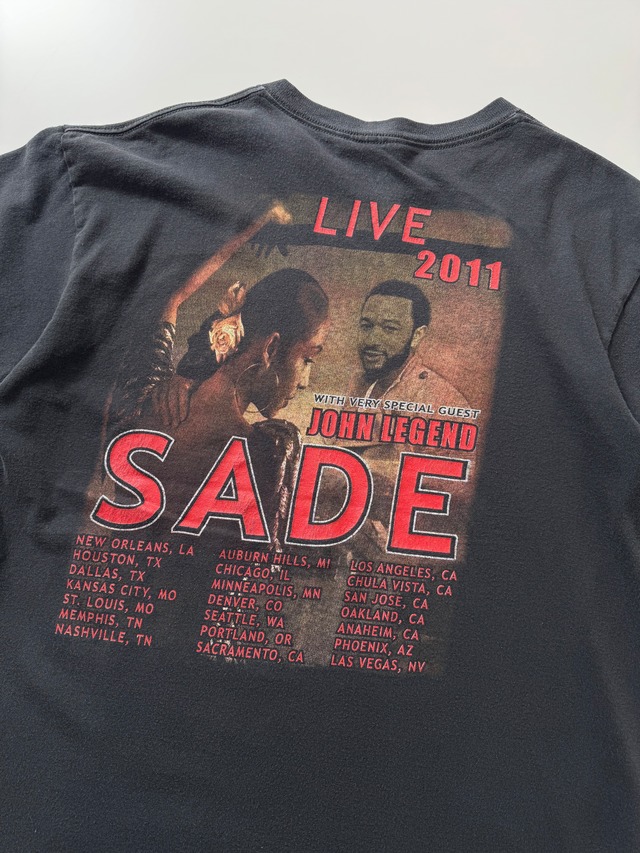 LIVE
2011
WITH VERY SPECIAL GUEST
JOHN LEGEND
SADE
NEW ORLEANS, LA
HOUSTON, TX
DALLAS, TX
KANSAS CITY, MO
ST. LOUIS, MO
MEMPHIS, TN
NASHVILLE, TN
AUBURN HILLS, MI
CHICAGO, IL
MINNEAPOLIS, MN
DENVER, CO
SEATTLE, WA
PORTLAND, OR
SACRAMENTO, CA
LOS ANGELES, CA
CHULA VISTA, CA
SAN JOSE, CA
OAKLAND, CA
ANAHEIM, CA
PHOENIX, AZ
LAS VEGAS, NV